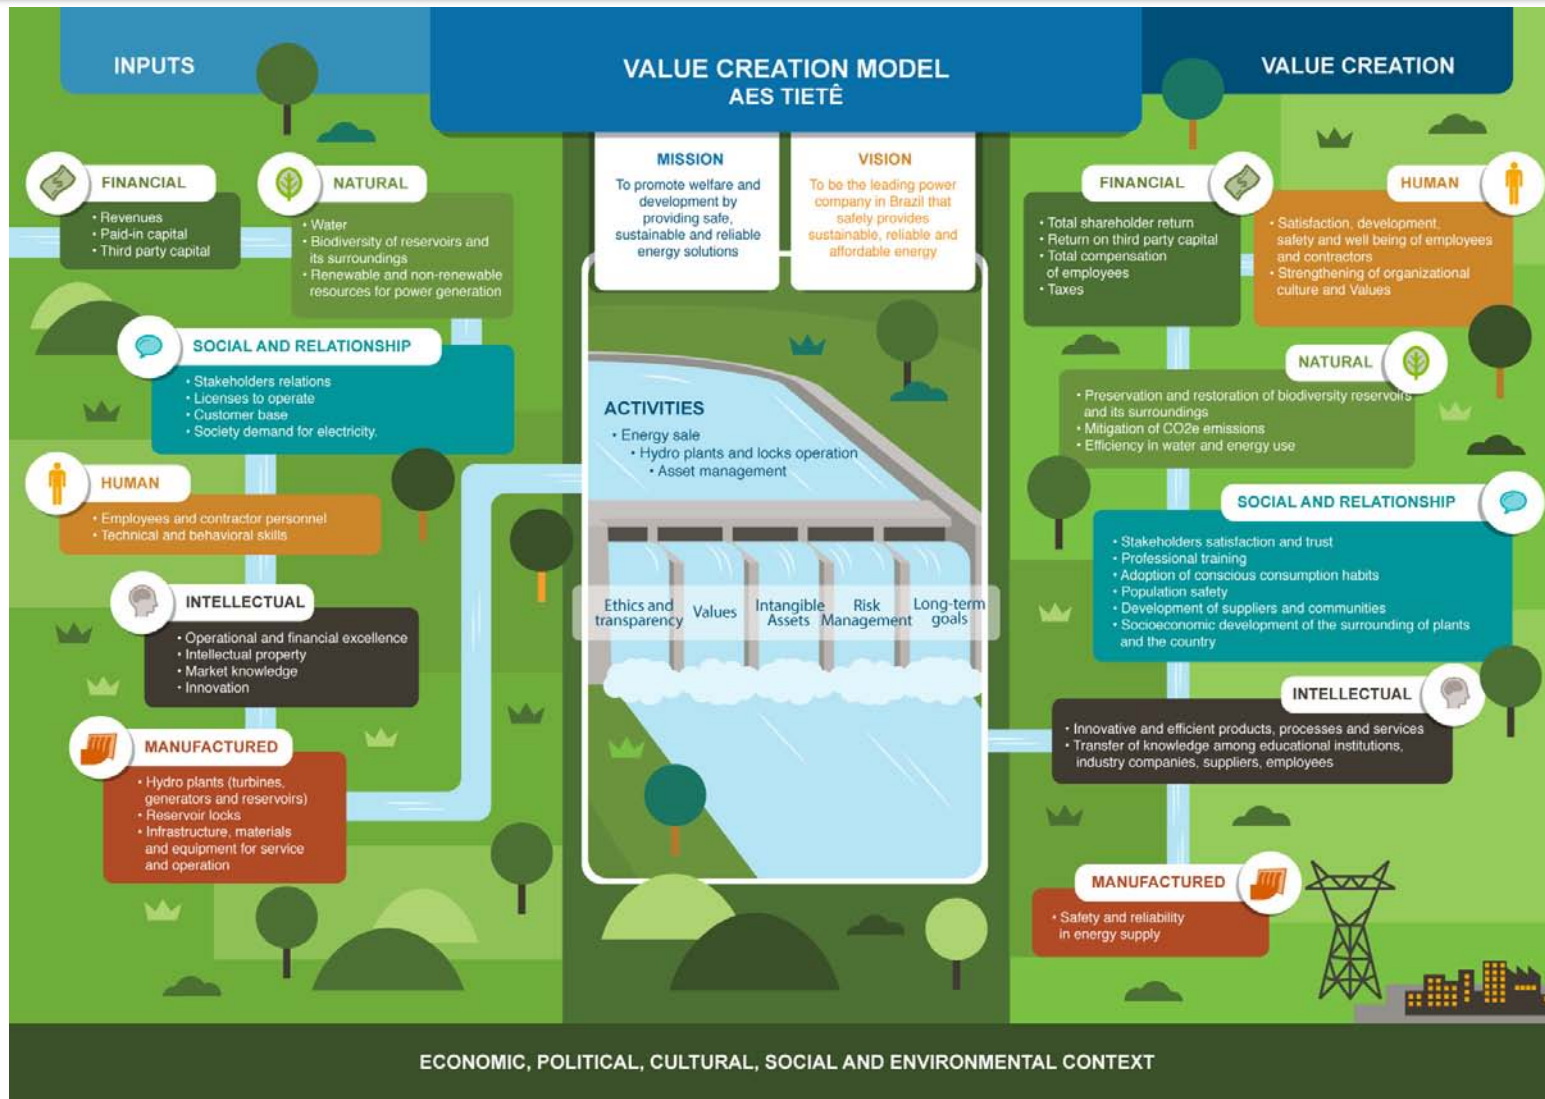 INPUTS
VALUE CREATION MODEL
AES TIETÊ
VALUE CREATION
FINANCIAL
• Revenues
• Paid-in capital
• Third party capital
NATURAL
• Water
• Biodiversity of reservoirs and
its surroundings
• Renewable and non-renewable
resources for power generation
SOCIAL AND RELATIONSHIP
• Stakeholders relations
• Licenses to operate
• Customer base
• Society demand for electricity.
HUMAN
• Employees and contractor personnel
• Technical and behavioral skills
INTELLECTUAL
• Operational and financial excellence
• Intellectual property
• Market knowledge
• Innovation
MANUFACTURED
• Hydro plants (turbines,
generators and reservoirs)
• Reservoir locks
• Infrastructure, materials
and equipment for service
and operation
MISSION
To promote welfare and
development by
providing safe,
sustainable and reliable
energy solutions
VISION
To be the leading power
company in Brazil that
safely provides
sustainable, reliable and
affordable energy
ACTIVITIES
• Energy sale
• Hydro plants and locks operation
• Asset management
Ethics and
transparency
Values
Intangible
Assets
Risk
Management
Long-term
goals
FINANCIAL
• Total shareholder return
• Return on third party capital
• Total compensation
of employees
• Taxes
HUMAN
• Satisfaction, development,
safety and well being of employees
and contractors
• Strengthening of organizational
culture and Values
NATURAL
• Preservation and restoration of biodiversity reservoirs
and its surroundings
• Mitigation of CO2e emissions
• Efficiency in water and energy use
SOCIAL AND RELATIONSHIP
• Stakeholders satisfaction and trust
• Professional training
• Adoption of conscious consumption habits
• Population safety
• Development of suppliers and communities
• Socioeconomic development of the surrounding of plants
and the country
INTELLECTUAL
• Innovative and efficient products, processes and services
• Transfer of knowledge among educational institutions,
industry companies, suppliers, employees
MANUFACTURED
• Safety and reliability
in energy supply
ECONOMIC, POLITICAL, CULTURAL, SOCIAL AND ENVIRONMENTAL CONTEXT